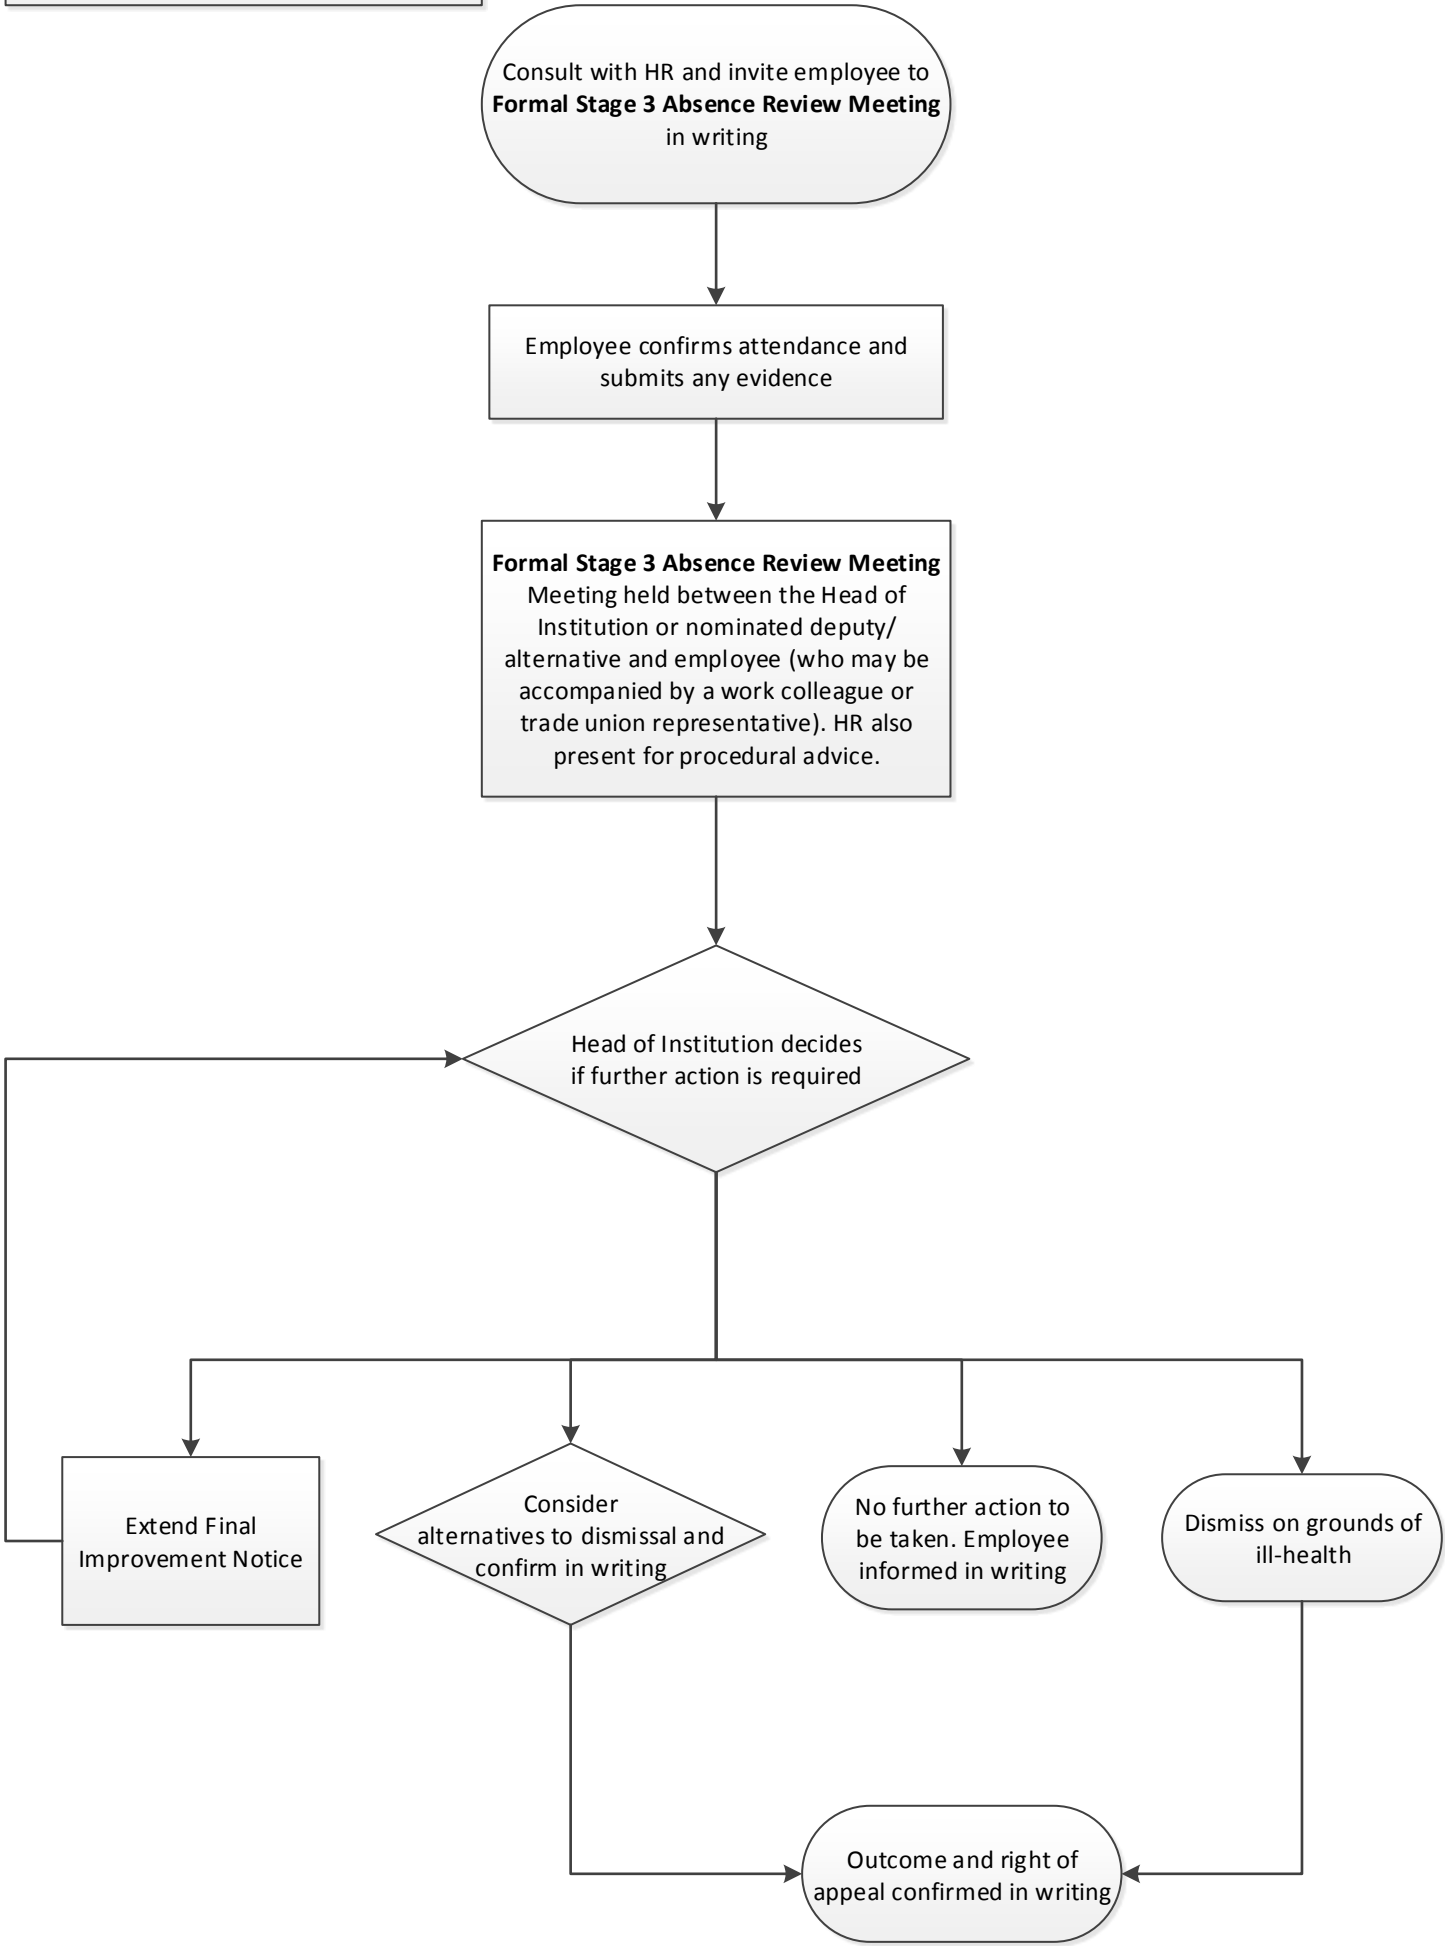 Consult with HR and invite employee to
Formal Stage 3 Absence Review Meeting
in writing
Employee confirms attendance and
submits any evidence
Formal Stage 3 Absence Review Meeting
Meeting held between the Head of
Institution or nominated deputy/
alternative and employee (who may be
accompanied by a work colleague or
trade union representative). HR also
present for procedural advice.
Head of Institution decides
if further action is required
Extend Final
Improvement Notice
Consider
alternatives to dismissal and
confirm in writing
No further action to
be taken. Employee
informed in writing
Dismiss on grounds of
ill-health
Outcome and right of
appeal confirmed in writing